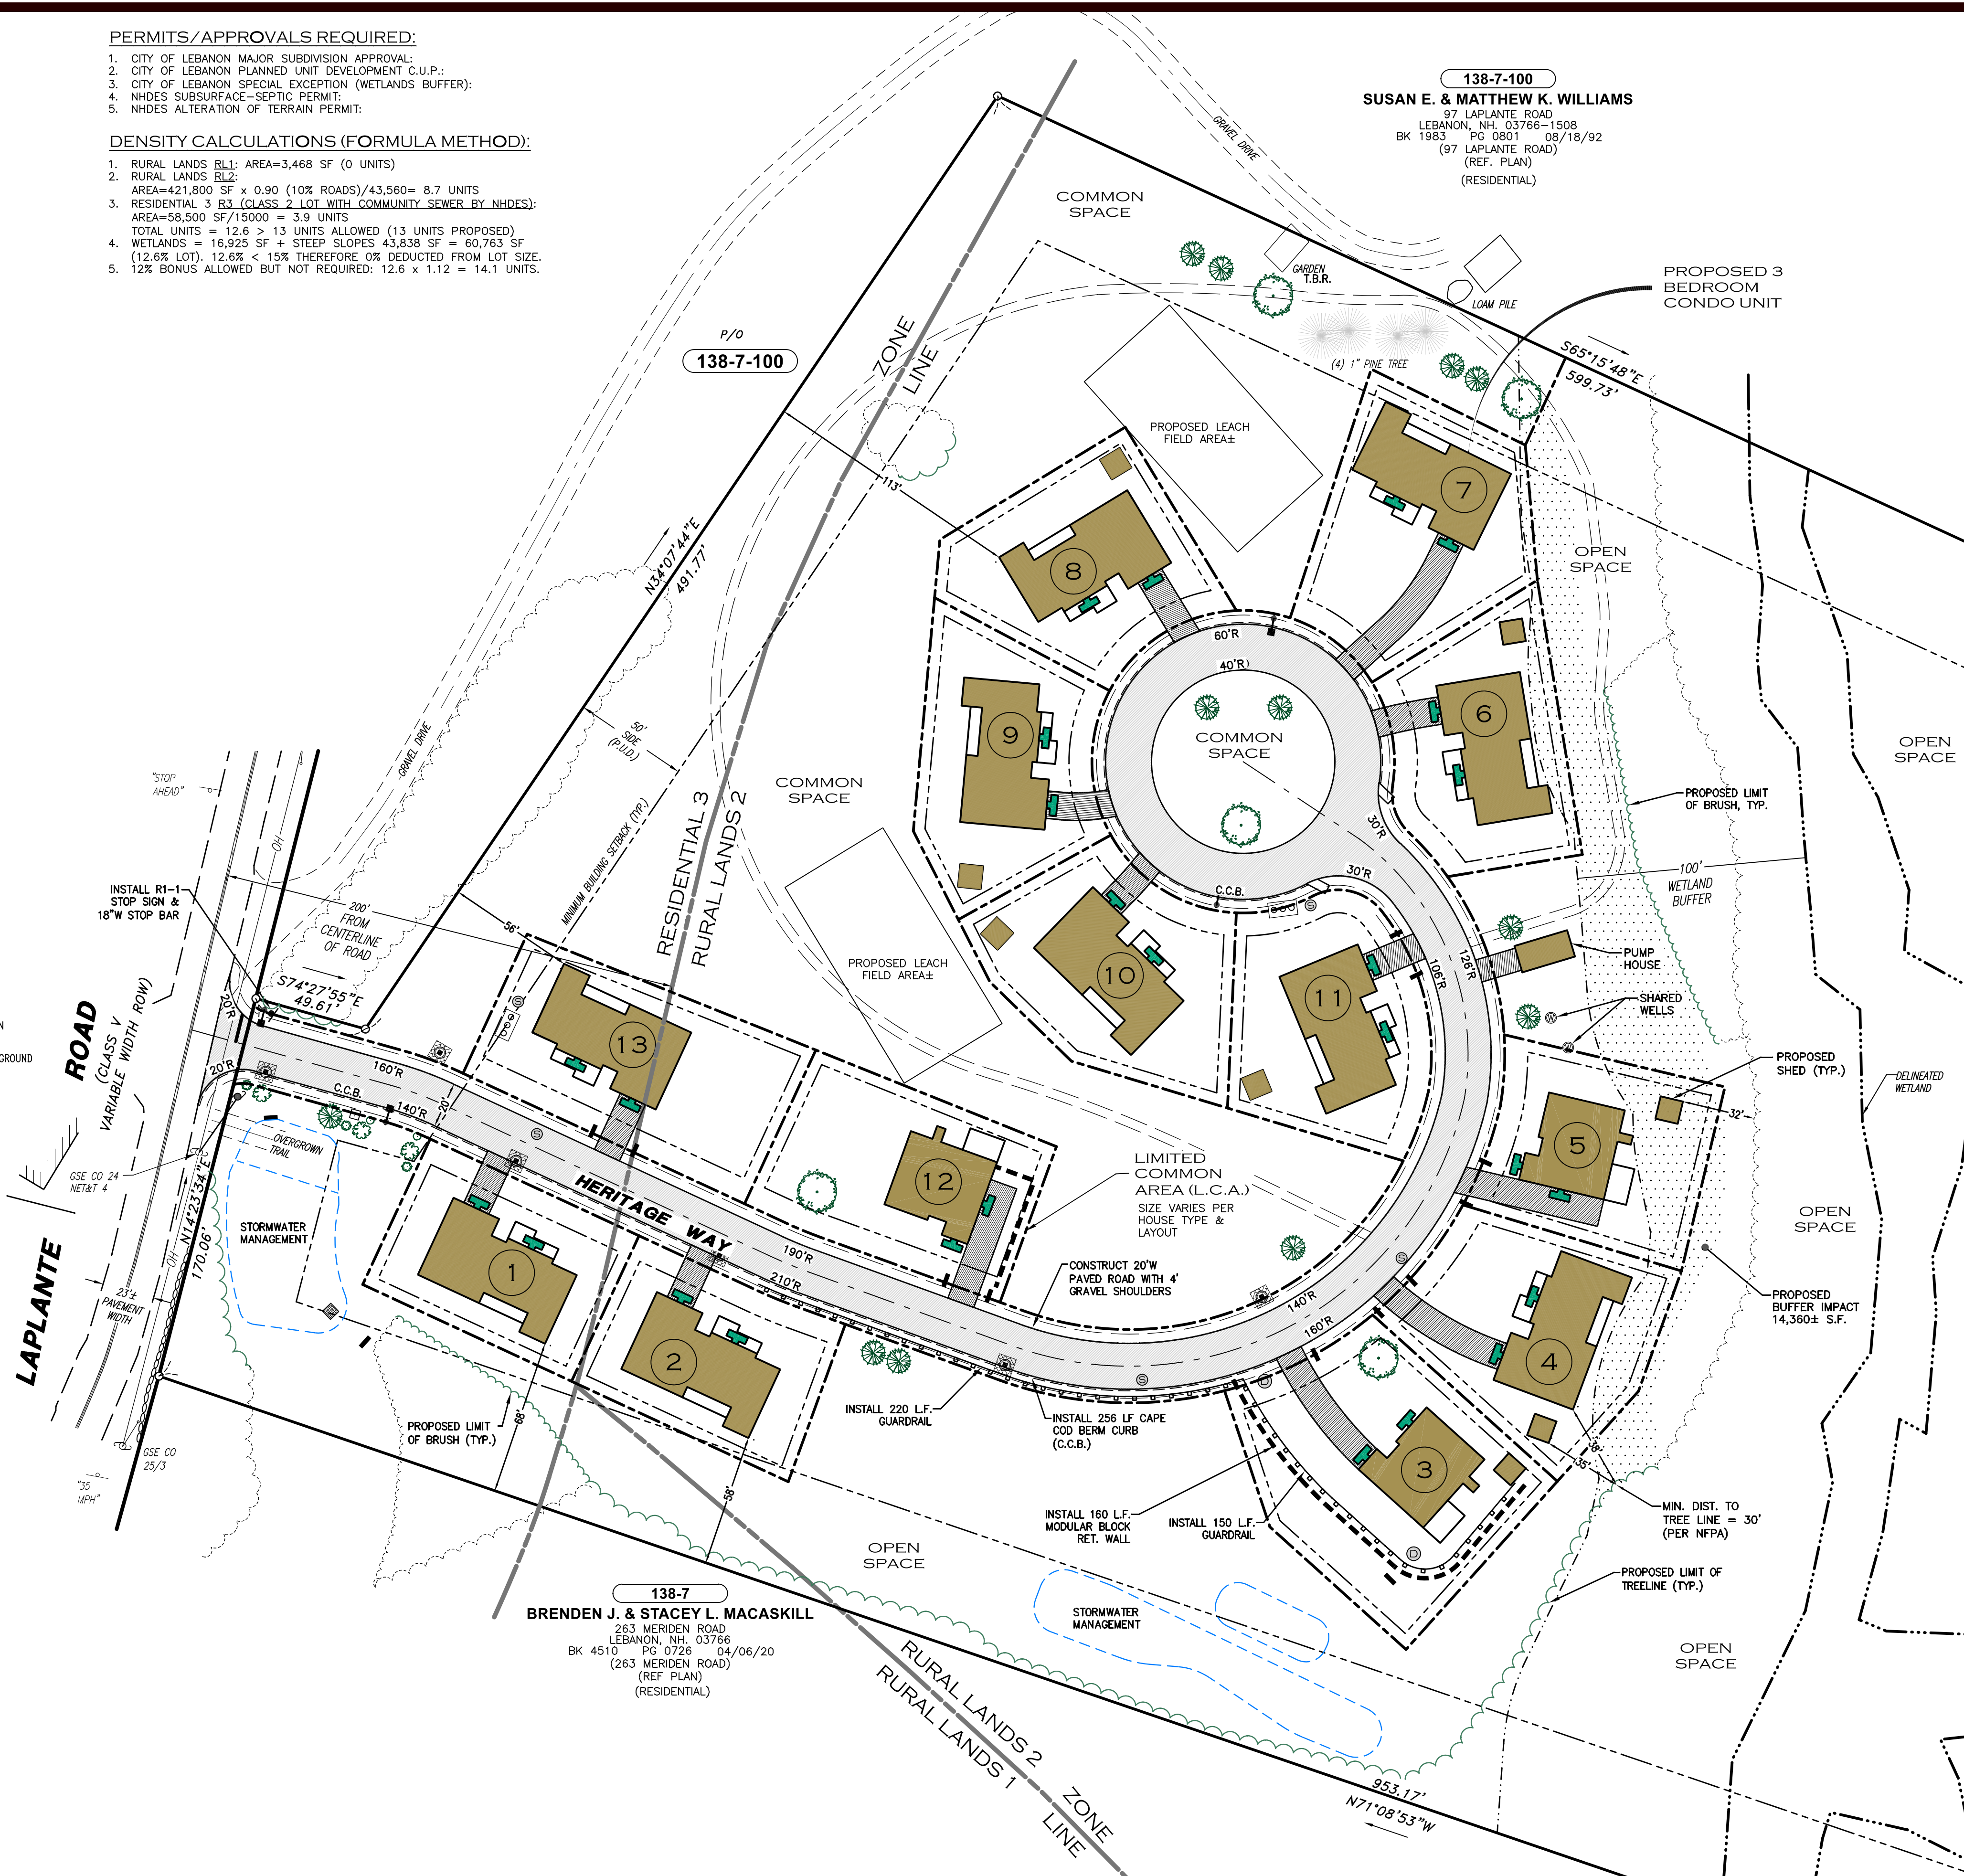 PERMITS/APPROVALS REQUIRED:
1. CITY OF LEBANON MAJOR SUBDIVISION APPROVAL:
2. CITY OF LEBANON PLANNED UNIT DEVELOPMENT C.U.P.:
3. CITY OF LEBANON SPECIAL EXCEPTION (WETLANDS BUFFER):
4. NHDES SUBSURFACE-SEPTIC PERMIT:
5. NHDES ALTERATION OF TERRAIN PERMIT:
DENSITY CALCULATIONS (FORMULA METHOD):
1. RURAL LANDS RL1: AREA=3,468 SF (0 UNITS)
2. RURAL LANDS RL2:
AREA=421,800 SF x 0.90 (10% ROADS)/43,560= 8.7 UNITS
3. RESIDENTIAL 3 R3 (CLASS 2 LOT WITH COMMUNITY SEWER BY NHDES):
AREA=58,500 SF/15000 = 3.9 UNITS
TOTAL UNITS = 12.6 > 13 UNITS ALLOWED (13 UNITS PROPOSED)
4. WETLANDS = 16,925 SF + STEEP SLOPES 43,838 SF = 60,763 SF
(12.6% LOT). 12.6% < 15% THEREFORE 0% DEDUCTED FROM LOT SIZE.
5. 12% BONUS ALLOWED BUT NOT REQUIRED: 12.6 x 1.12 = 14.1 UNITS.
138-7-100
SUSAN E. & MATTHEW K. WILLIAMS
97 LAPLANTE ROAD
LEBANON, NH. 03766-1508
BK 1983 PG 0801 08/18/92
(97 LAPLANTE ROAD)
(REF. PLAN)
(RESIDENTIAL)
GRAVEL DRIVE
COMMON
SPACE
GARDEN
T.B.R.
LOAM PILE
PROPOSED 3
BEDROOM
CONDO UNIT
P/O
138-7-100
ZONE
LINE
(4) 1" PINE TREE
S65°15'48"E
599.73'
PROPOSED LEACH
FIELD AREA±
113'
7
8
OPEN
SPACE
N34°07'44"E
491.77'
60'R
40'R
COMMON
SPACE
9
6
50'
SIDE
(P.U.D.)
GRAVEL DRIVE
"STOP
AHEAD"
OH
COMMON
SPACE
RESIDENTIAL 3
RURAL LANDS 2
MINIMUM BUILDING SETBACK (TYP.)
OPEN
SPACE
PROPOSED LIMIT
OF BRUSH, TYP.
30'R
30'R
C.C.B.
100'
WETLAND
BUFFER
INSTALL R1-1
STOP SIGN &
18"W STOP BAR
200'
FROM
CENTERLINE
OF ROAD
56'
PROPOSED LEACH
FIELD AREA±
10
11
106'R
126'R
PUMP
HOUSE
SHARED
WELLS
W
W
S
S74°27'55"E
49.61'
20'R
20'R
ROAD
(CLASS V
VARIABLE WIDTH ROW)
N
GROUND
13
160'R
C.C.B.
140'R
20'
S
PROPOSED
SHED (TYP.)
DELINEATED
WETLAND
32'
5
OVERGROWN
TRAIL
GSE CO 24
NET&T 4
N14°23'34"E
170.06'
OH
STORMWATER
MANAGEMENT
HERITAGE WAY
12
LIMITED
COMMON
AREA (L.C.A.)
SIZE VARIES PER
HOUSE TYPE &
LAYOUT
OPEN
SPACE
LAPLANTE
23'±
PAVEMENT
WIDTH
1
2
190'R
210'R
CONSTRUCT 20'W
PAVED ROAD WITH 4'
GRAVEL SHOULDERS
S
140'R
160'R
PROPOSED
BUFFER IMPACT
14,360± S.F.
4
S
D
PROPOSED LIMIT
OF BRUSH (TYP.)
68'
INSTALL 220 L.F.
GUARDRAIL
INSTALL 256 LF CAPE
COD BERM CURB
(C.C.B.)
GSE CO
25/3
"35
MPH"
58'
3
38'
35'
INSTALL 160 L.F.
MODULAR BLOCK
RET. WALL
INSTALL 150 L.F.
GUARDRAIL
MIN. DIST. TO
TREE LINE = 30'
(PER NFPA)
OPEN
SPACE
D
PROPOSED LIMIT OF
TREELINE (TYP.)
138-7
BRENDEN J. & STACEY L. MACASKILL
263 MERIDEN ROAD
LEBANON, NH. 03766
BK 4510 PG 0726 04/06/20
(263 MERIDEN ROAD)
(REF PLAN)
(RESIDENTIAL)
STORMWATER
MANAGEMENT
OPEN
SPACE
RURAL LANDS 2
RURAL LANDS 1
ZONE
LINE
953.17'
N71°08'53"W